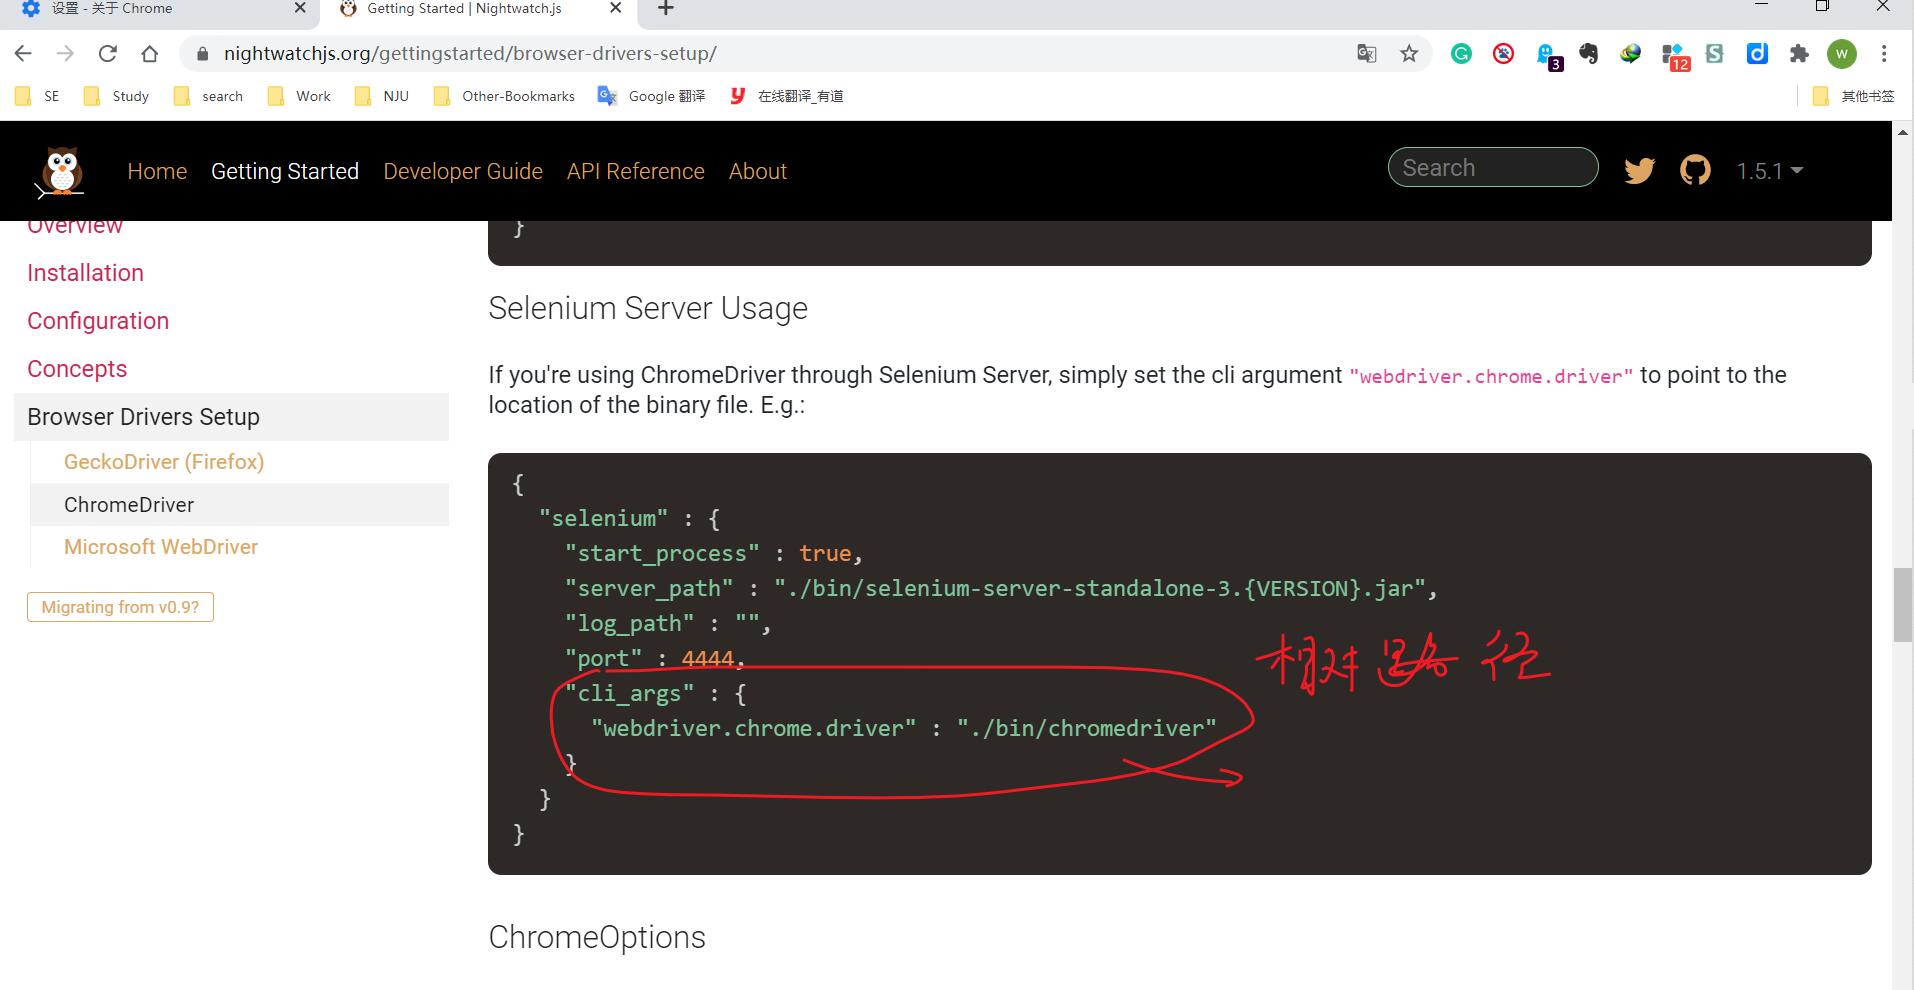 设置 - 关于 Chrome
Getting Started | Nightwatch.js
nightwatchjs.org/gettingstarted/browser-drivers-setup/
3
12
W
SE Study search Work NJU Other-Bookmarks Google 翻译 在线翻译_有道 其他书签
Home Getting Started Developer Guide API Reference About Search 1.5.1
Overview
Installation
Configuration
Concepts
Browser Drivers Setup
GeckoDriver (Firefox)
ChromeDriver
Microsoft WebDriver
Migrating from v0.9?
}
Selenium Server Usage
If you're using ChromeDriver through Selenium Server, simply set the cli argument "webdriver.chrome.driver" to point to the
location of the binary file. E.g.:
{
"selenium" : {
"start_process" : true,
"server_path" : "./bin/selenium-server-standalone-3.{VERSION}.jar",
"log_path" : "",
"port" : 4444,
"cli_args" : {
"webdriver.chrome.driver" : "./bin/chromedriver"
}
}
}
相对路径
ChromeOptions